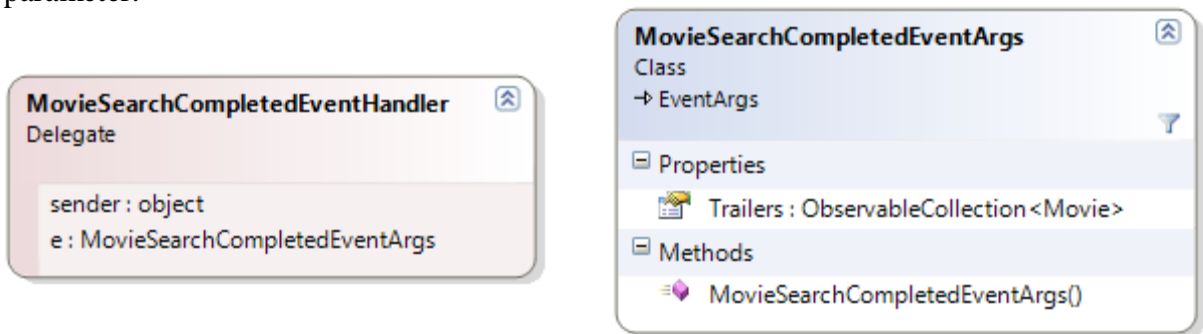 parameter.
MovieSearchCompletedEventHandler
Delegate
sender : object
e : MovieSearchCompletedEventArgs
MovieSearchCompletedEventArgs
Class
EventArgs
Properties
Trailers : ObservableCollection<Movie>
Methods
MovieSearchCompletedEventArgs()